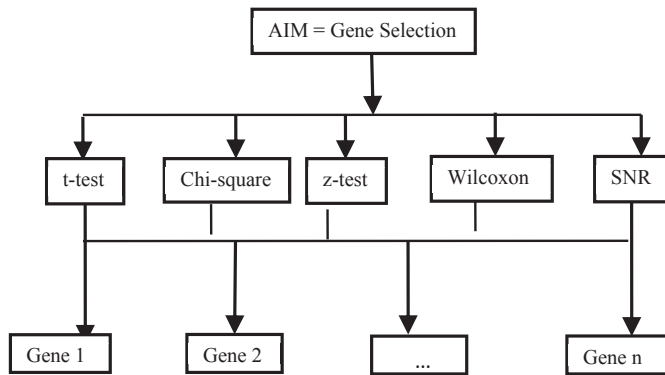 AIM = Gene Selection
t-test
Chi-square
z-test
Wilcoxon
SNR
Gene 1
Gene 2
...
Gene n